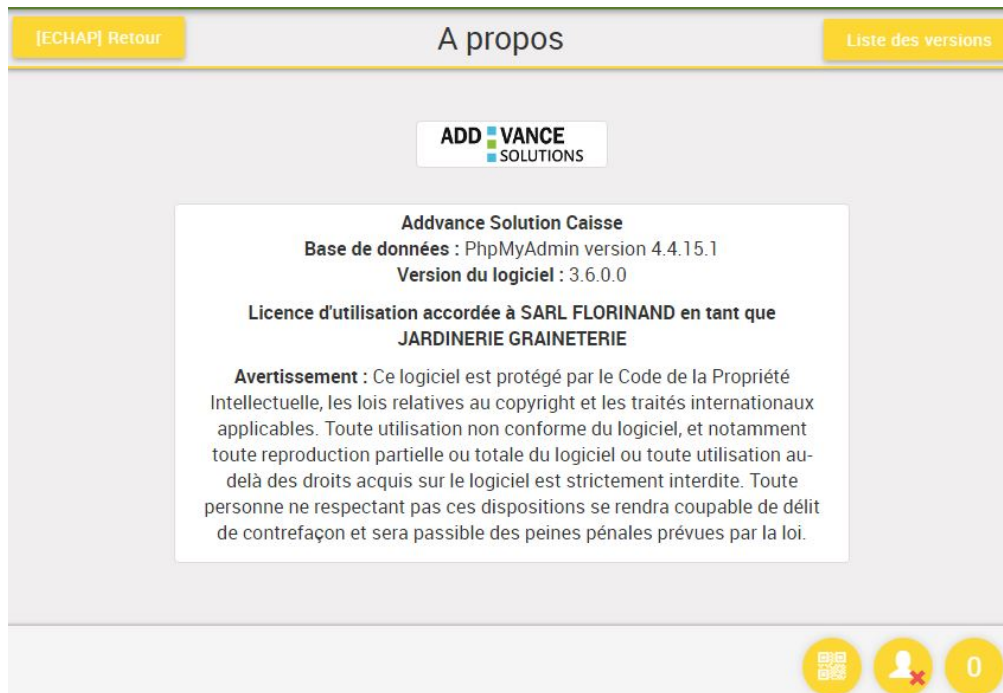 [ECHAP] Retour
A propos
Liste des versions
ADD VANCE
SOLUTIONS
Addvance Solution Caisse
Base de données : PhpMyAdmin version 4.4.15.1
Version du logiciel : 3.6.0.0
Licence d'utilisation accordée à SARL FLORINAND en tant que
JARDINERIE GRAINETERIE
Avertissement : Ce logiciel est protégé par le Code de la Propriété
Intellectuelle, les lois relatives au copyright et les traités internationaux
applicables. Toute utilisation non conforme du logiciel, et notamment
toute reproduction partielle ou totale du logiciel ou toute utilisation au-
delà des droits acquis sur le logiciel est strictement interdite. Toute
personne ne respectant pas ces dispositions se rendra coupable de délit
de contrefaçon et sera passible des peines pénales prévues par la loi.
0